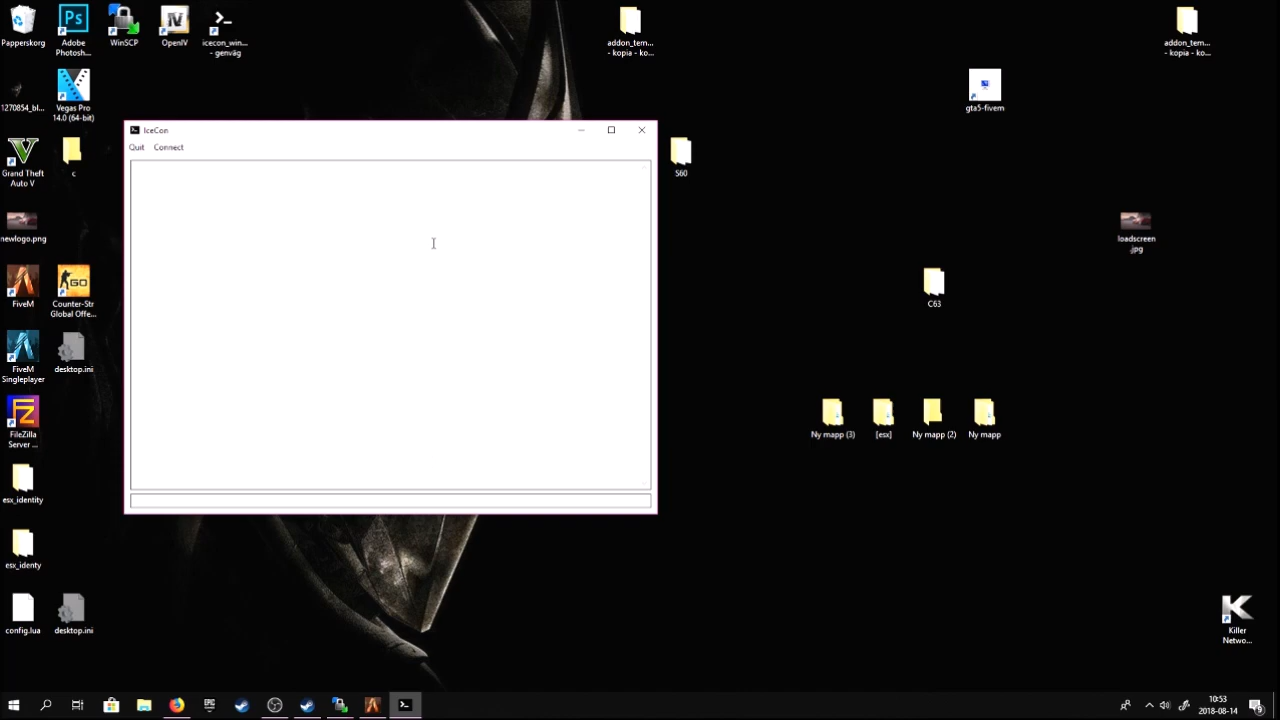 Papperskorg
Adobe
Photosh...
WinSCP
OpenIV
icecon_win...
- genväg
addon_tem...
- kopia - ko...
addon_tem...
- kopia - ko...
1270854_bl...
Vegas Pro
14.0 (64-bit)
gta5-fivem
IceCon
Quit Connect
Grand Theft
Auto V
c
S60
newlogo.png
loadscreen
.jpg
FiveM
Counter-Str
Global Offe...
C63
FiveM
Singleplayer
desktop.ini
FileZilla
Server ...
Ny mapp (3)
[esx]
Ny mapp (2)
Ny mapp
esx_identity
esx_identy
config.lua
desktop.ini
Killer
Netwo...
10:53
2018-08-14